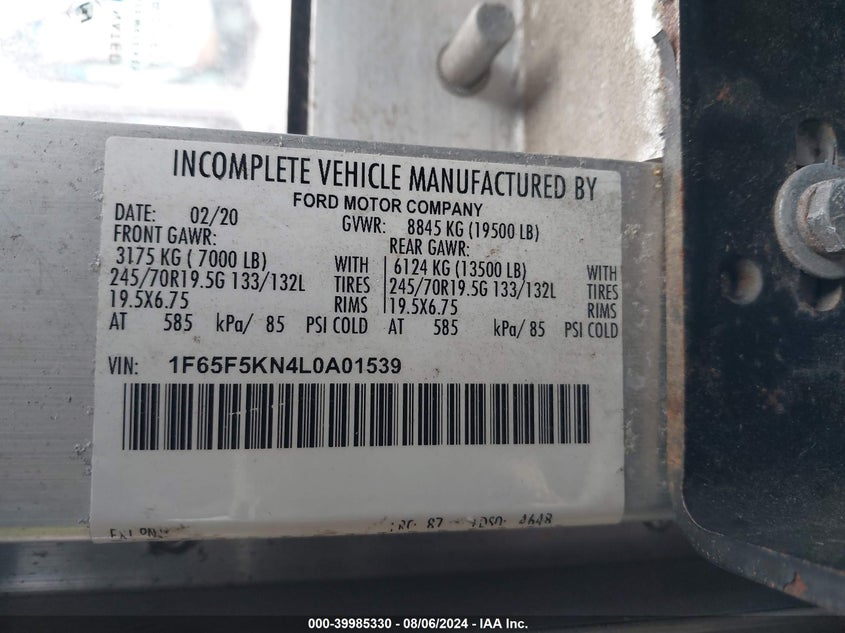 INCOMPLETE VEHICLE MANUFACTURED BY
FORD MOTOR COMPANY
DATE: 02/20 GVWR: 8845 KG (19500 LB)
FRONT GAWR: REAR GAWR:
3175 KG ( 7000 LB) WITH 6124 KG (13500 LB) WITH
245/70R19.5G 133/132L TIRES 245/70R19.5G 133/132L TIRES
19.5X6.75 RIMS 19.5X6.75 RIMS
AT 585 kPa/ 85 PSI COLD AT 585 kPa/ 85 PSI COLD
VIN: 1F65F5KN4L0A01539
87 DSO: 4648
000-39985330 - 08/06/2024 - IAA Inc.